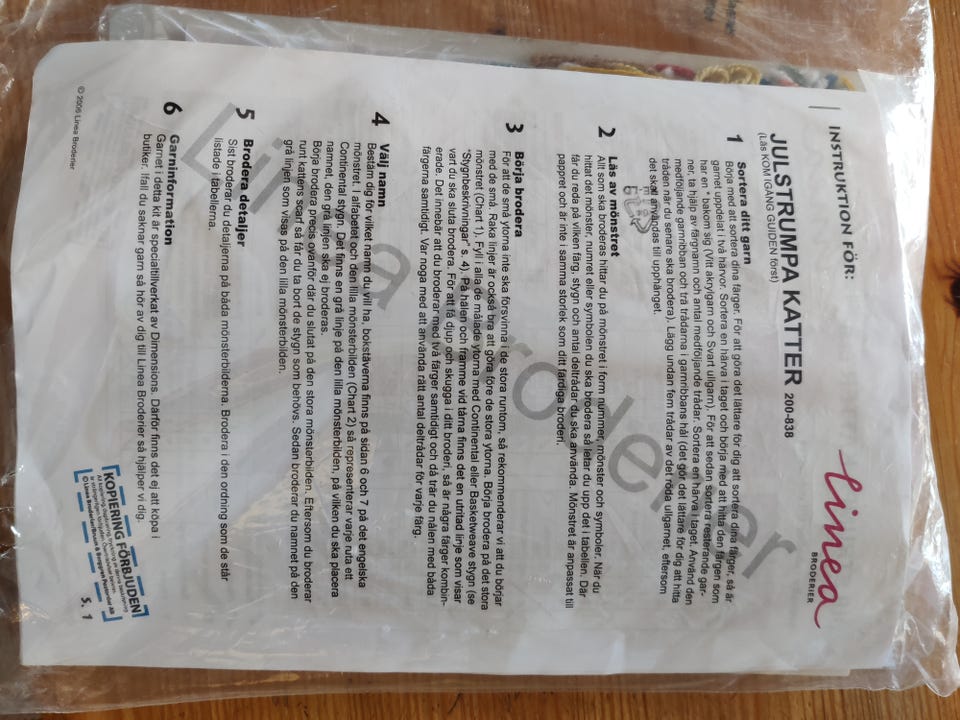 INSTRUKTION FÖR:
linea
BRODERIER
JULSTRUMPA KATTER 200-838
(Läs KOM IGÅNG GUIDEN först)
1 Sortera ditt garn
Börja med att sortera dina färger. För att göra det lättare för dig att sortera dina färger, så är
garnet uppdelat i två härvor. Sortera en härva i taget och börja med att hitta den färgen som
har en * bakom sig (Vitt akrylgarn och Svart ullgarn). För att sedan sortera resterande gar-
ner, ta hjälp av färgnamn och antal medföljande trådar. Sortera en härva i taget. Använd den
medföljande garnribban och trä trådarna i garnribbans hål (det gör det lättare för dig att hitta
tråden när du senare ska brodera). Lägg undan fem trådar av det röda ullgarnet, eftersom
det ska användas till upphänget.
2 Läs av mönstret
Allt som ska broderas hittar du på mönstret i form nummer, mönster och symboler. När du
hittat det mönster, numret eller symbolen du ska brodera så letar du upp det i tabellen. Där
får du reda på vilken färg, stygn och antal deltrådar du ska använda. Mönstret är anpassat till
pappret och är inte i samma storlek som ditt färdiga broderi.
3 Börja brodera
För att de små ytorna inte ska försvinna i de stora runtom, så rekommenderar vi att du börjar
med de små. Raka linjer är också bra att göra före de stora ytorna. Börja brodera på det stora
mönstret (Chart 1). Fyll i alla de målade ytorna med Continental eller Basketweave stygn (se
"Stygnbeskrivningar" s. 4). På hälen och framme vid tårna finns det en utritad linje som visar
vart du ska sluta brodera. För att få djup och skugga i ditt broderi, så är några färger kombin-
erade. Det innebär att du broderar med två färger samtidigt och då trär du nålen med båda
färgerna samtidigt. Var noga med att använda rätt antal deltrådar för varje färg.
4 Välj namn
Bestäm dig för vilket namn du vill ha, bokstäverna finns på sidan 6 och 7 på det engelska
mönstret. I alfabetet och den lilla mönsterbilden (Chart 2) så representerar varje ruta ett
Continental stygn. Det finns en grå linje på den lilla mönsterbilden, på vilken du ska placera
namnet, den grå linjen ska ej broderas.
Börja brodera precis ovanför där du slutat på den stora mönsterbilden. Eftersom du broderar
runt kattens scarf så får du ta bort de stygn som behövs. Sedan broderar du namnet på den
grå linjen som visas på den lilla mönsterbilden.
5 Brodera detaljer
Sist broderar du detaljerna på båda mönsterbilderna. Brodera i den ordning som de står
listade i tabellerna.
6 Garninformation
Garnet i detta kit är specialtillverkat av Dimensions. Därför finns det ej att köpa i
butiker. Ifall du saknar garn så hör av dig till Linea Broderier så hjälper vi dig.
© 2006 Linea Broderier
KOPIERING FÖRBJUDEN
S. 1
Linea Broderier